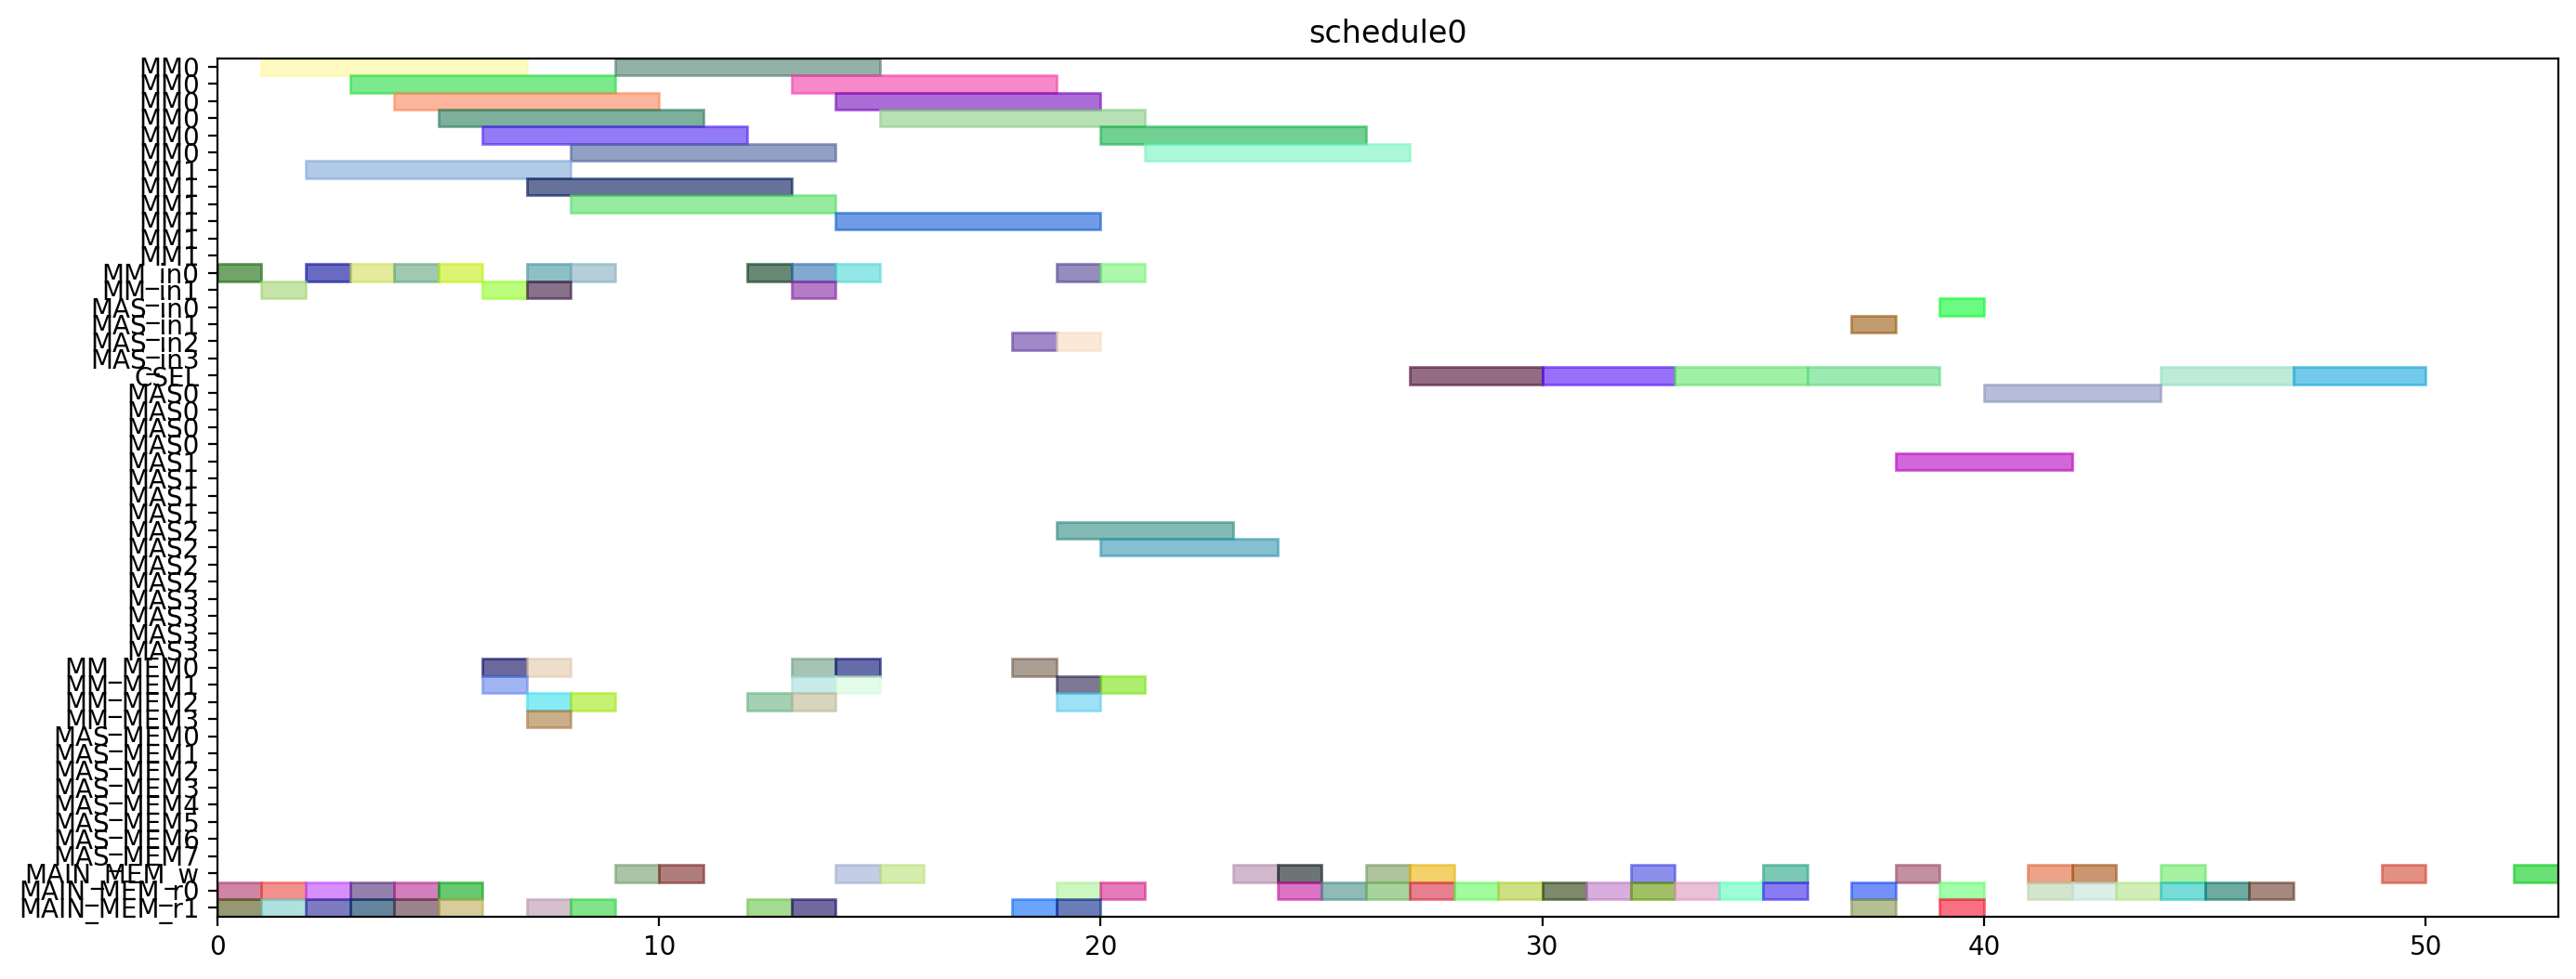 schedule0
MM0
MM0
MM0
MM0
MM0
MM0
MM1
MM1
MM1
MM1
MM1
MM1
MM_in0
MM_in1
MAS_in0
MAS_in1
MAS_in2
MAS_in3
CSEL
MAS0
MAS0
MAS0
MAS0
MAS1
MAS1
MAS1
MAS1
MAS2
MAS2
MAS2
MAS2
MAS3
MAS3
MAS3
MAS3
MM_MEM0
MM_MEM1
MM_MEM2
MM_MEM3
MAS_MEM0
MAS_MEM1
MAS_MEM2
MAS_MEM3
MAS_MEM4
MAS_MEM5
MAS_MEM6
MAS_MEM7
MAIN_MEM_w
MAIN_MEM_r0
MAIN_MEM_r1
0 10 20 30 40 50